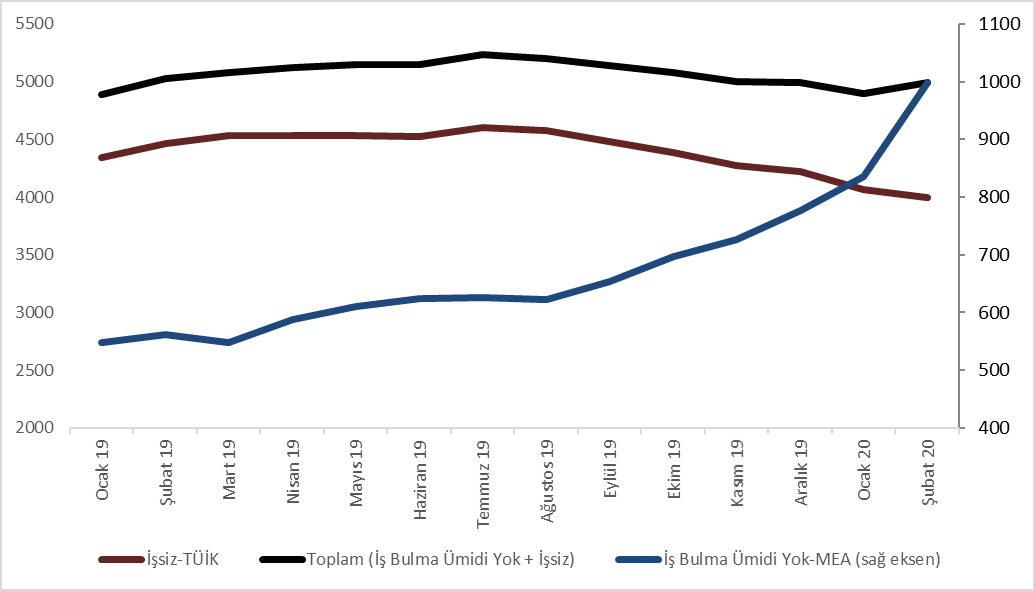 5500
5000
4500
4000
3500
3000
2500
2000
1100
1000
900
800
700
600
500
400
Ocak 19
Şubat 19
Mart 19
Nisan 19
Mayıs 19
Haziran 19
Temmuz 19
Ağustos 19
Eylül 19
Ekim 19
Kasım 19
Aralık 19
Ocak 20
Şubat 20
İşsiz-TÜİK
Toplam (İş Bulma Ümidi Yok + İşsiz)
İş Bulma Ümidi Yok-MEA (sağ eksen)